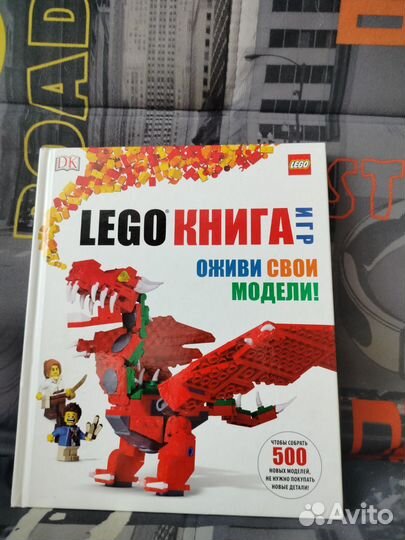 ROAD
DK
LEGO
LEGO® КНИГА ИГР
ОЖИВИ СВОИ
МОДЕЛИ!
ЧТОБЫ СОБРАТЬ
500
НОВЫХ МОДЕЛЕЙ,
НЕ НУЖНО ПОКУПАТЬ
НОВЫЕ ДЕТАЛИ!
Avito